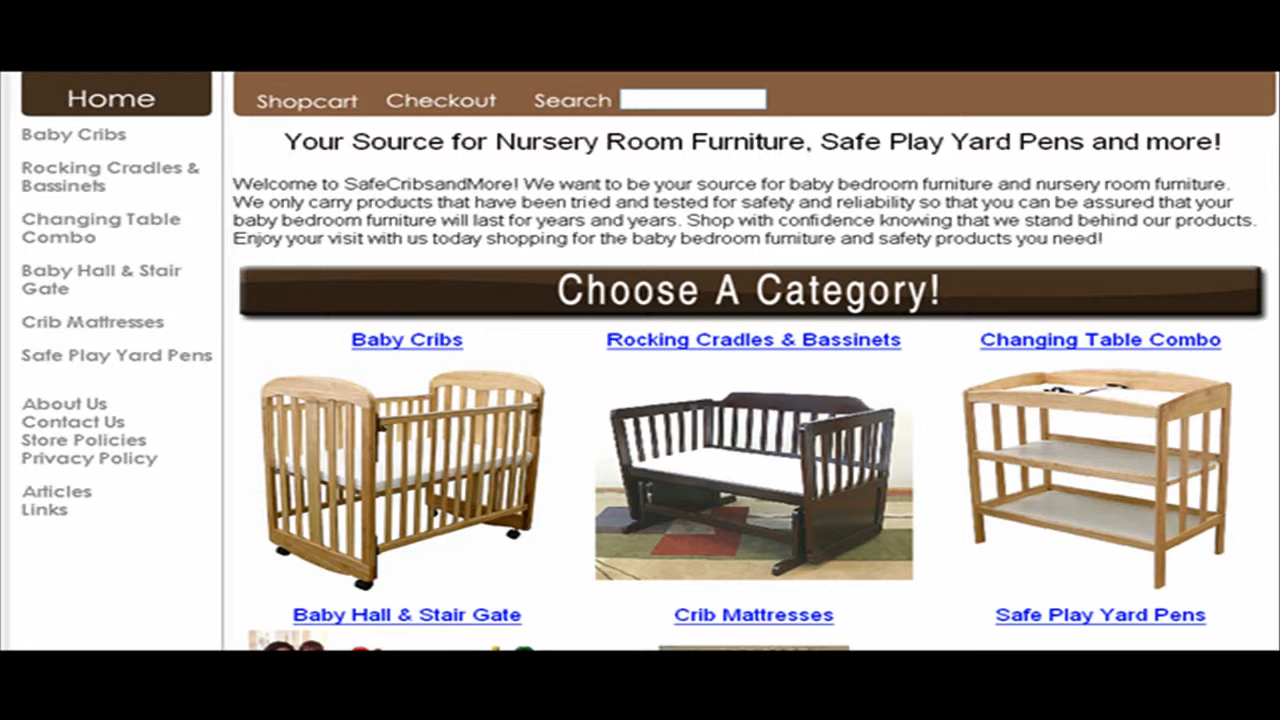 Home
Shopcart Checkout Search
Baby Cribs
Rocking Cradles &
Bassinets
Changing Table
Combo
Baby Hall & Stair
Gate
Crib Mattresses
Safe Play Yard Pens
About Us
Contact Us
Store Policies
Privacy Policy
Articles
Links
Your Source for Nursery Room Furniture, Safe Play Yard Pens and more!
Welcome to SafeCribsandMore! We want to be your source for baby bedroom furniture and nursery room furniture.
We only carry products that have been tried and tested for safety and reliability so that you can be assured that your
baby bedroom furniture will last for years and years. Shop with confidence knowing that we stand behind our products.
Enjoy your visit with us today shopping for the baby bedroom furniture and safety products you need!
Choose A Category!
Baby Cribs Rocking Cradles & Bassinets Changing Table Combo
Baby Hall & Stair Gate Crib Mattresses Safe Play Yard Pens